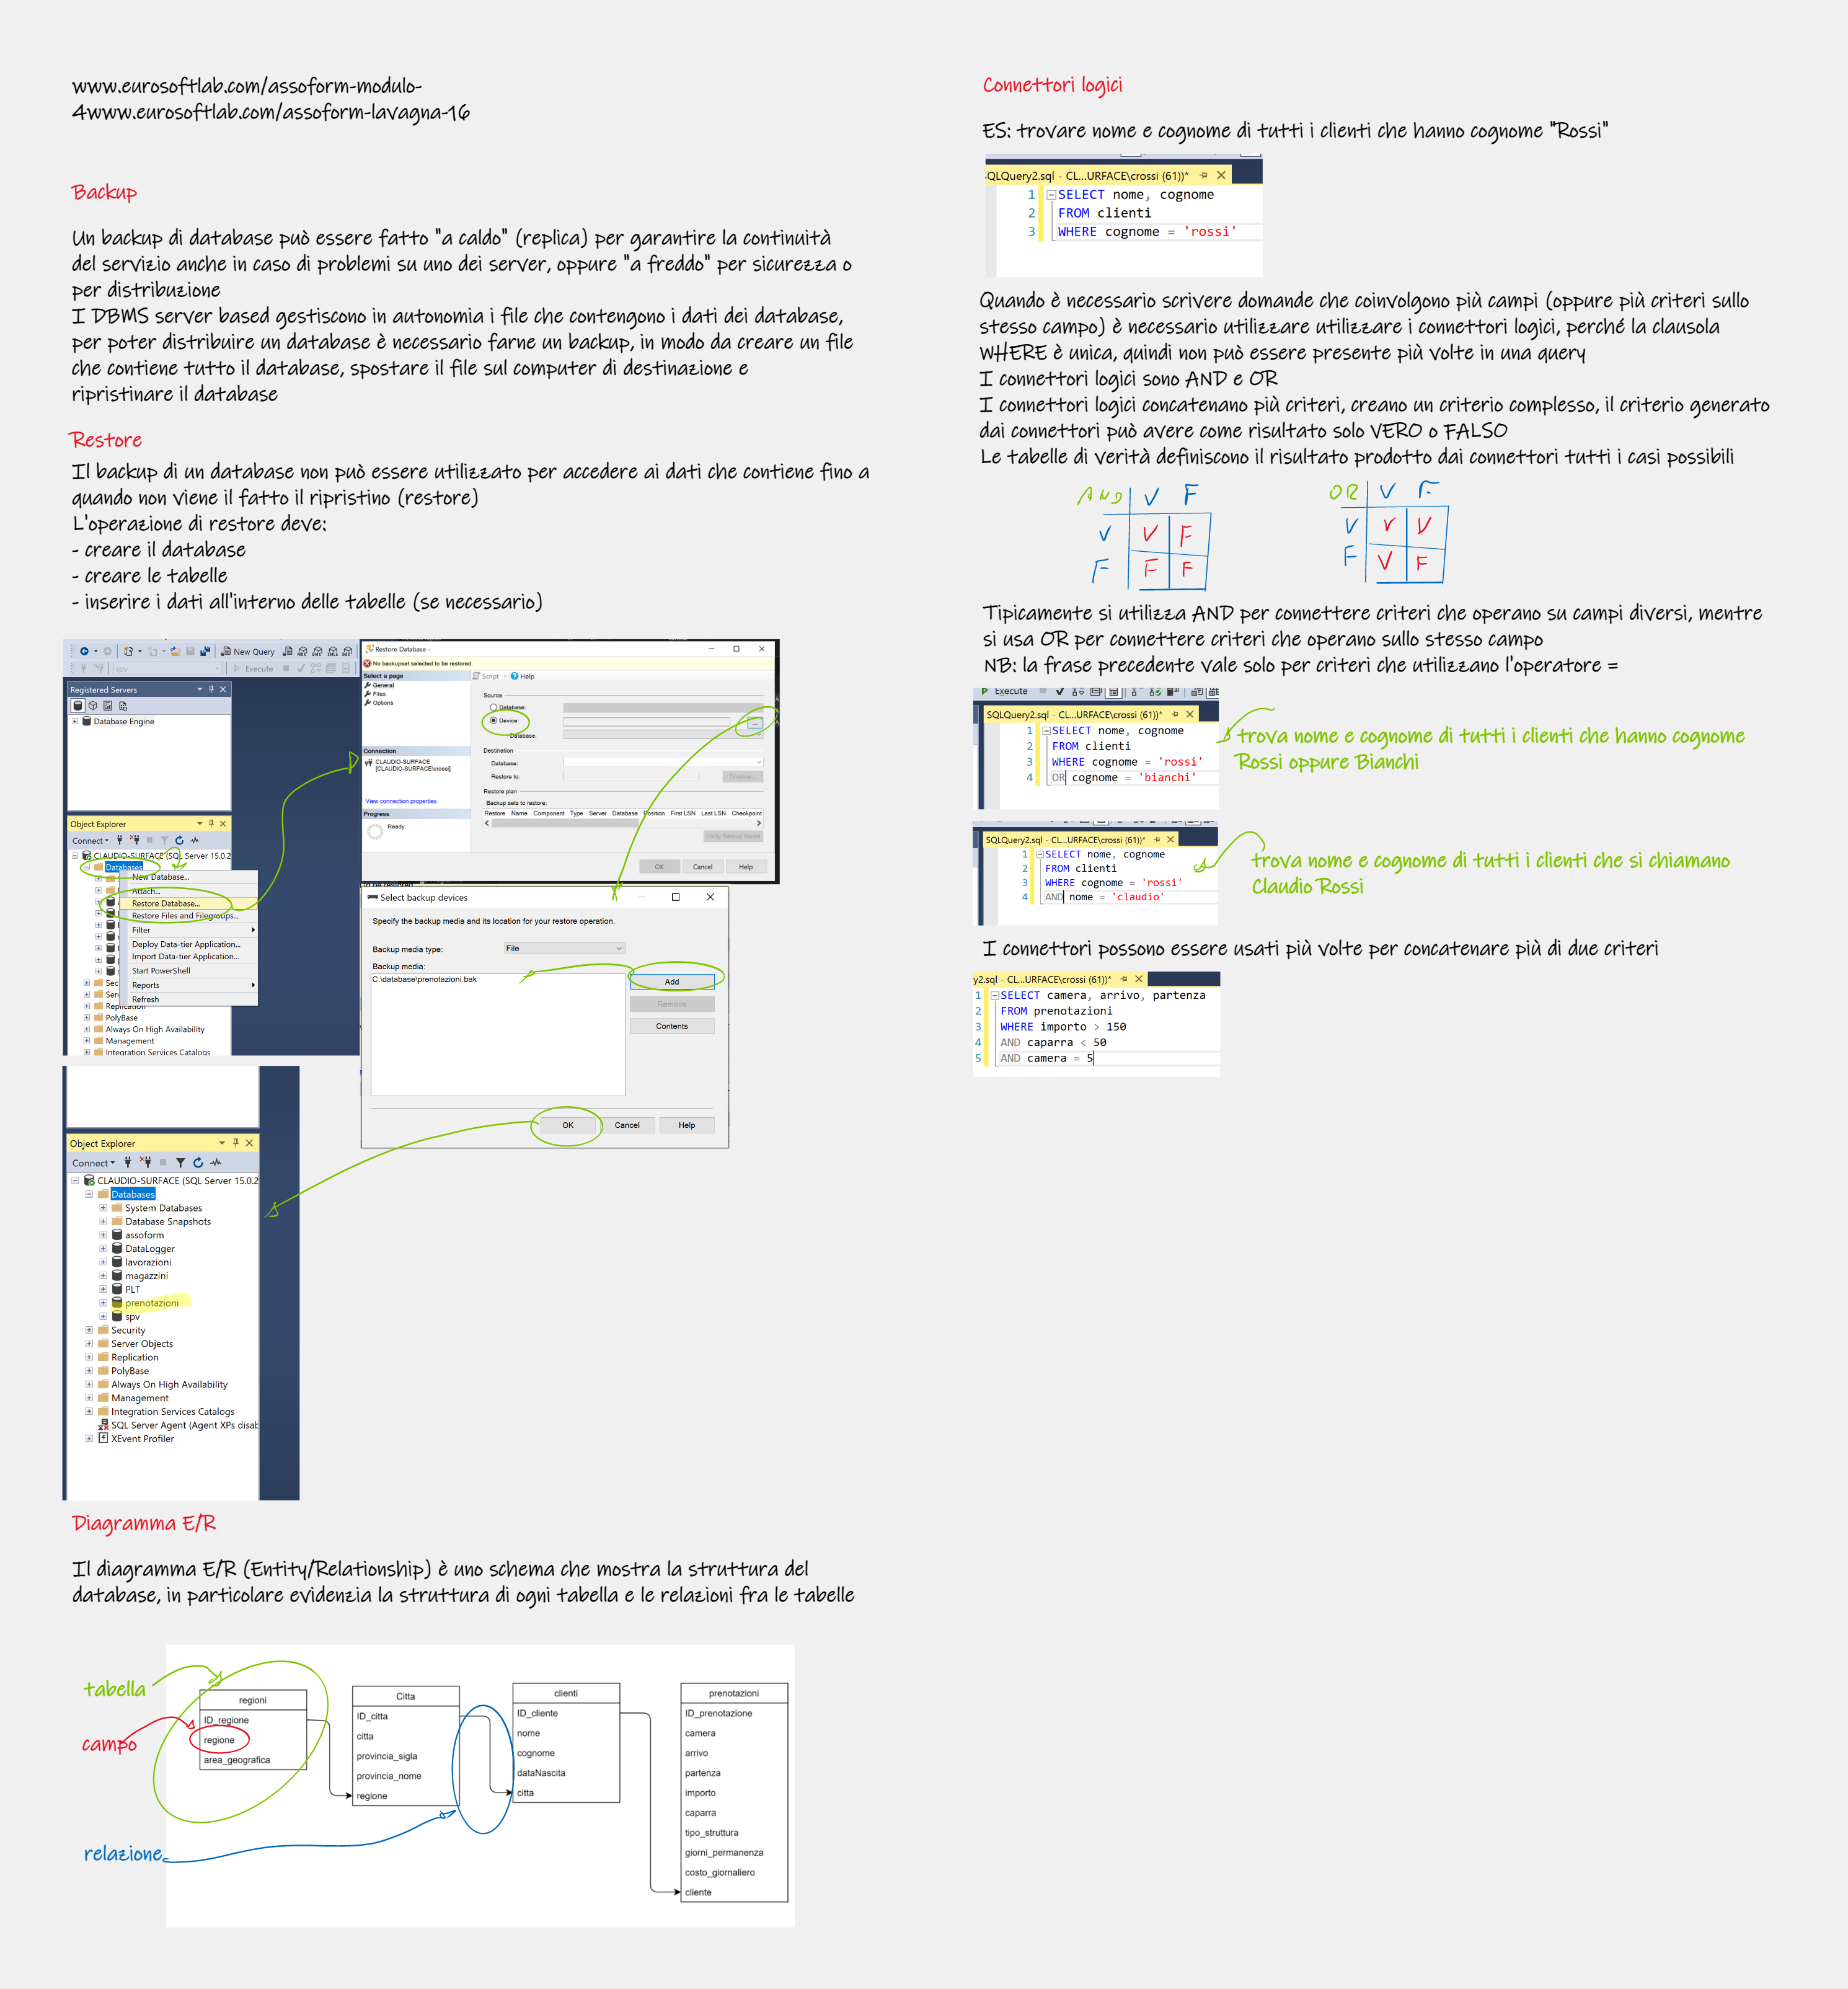 www.eurosoftlab.com/assoform-modulo-
4www.eurosoftlab.com/assoform-lavagna-16
Backup
Un backup di database può essere fatto "a caldo" (replica) per garantire la continuità
del servizio anche in caso di problemi su uno dei server, oppure "a freddo" per sicurezza o
per distribuzione
I DBMS server based gestiscono in autonomia i file che contengono i dati dei database,
per poter distribuire un database è necessario farne un backup, in modo da creare un file
che contiene tutto il database, spostare il file sul computer di destinazione e
ripristinare il database
Restore
Il backup di un database non può essere utilizzato per accedere ai dati che contiene fino a
quando non viene il fatto il ripristino (restore)
L'operazione di restore deve:
- creare il database
- creare le tabelle
- inserire i dati all'interno delle tabelle (se necessario)
New Query
spv
Execute
Registered Servers
Database Engine
Object Explorer
Connect
CLAUDIO-SURFACE (SQL Server 15.0.2
Databases
New Database...
Attach...
Restore Database...
Restore Files and Filegroups...
Filter
Deploy Data-tier Application...
Import Data-tier Application...
Start PowerShell
Reports
Refresh
Replication
PolyBase
Always On High Availability
Management
Integration Services Catalogs
Restore Database -
No backupset selected to be restored.
Select a page
General
Files
Options
Script
Help
Source
Database:
Device:
...
Database:
Destination
Database:
Restore to:
Timeline...
Restore plan
Backup sets to restore:
Restore Name Component Type Server Database Position First LSN Last LSN Checkpoint
Verify Backup Media
Connection
CLAUDIO-SURFACE
[CLAUDIO-SURFACE\crossi]
View connection properties
Progress
Ready
OK
Cancel
Help
Select backup devices
Specify the backup media and its location for your restore operation.
Backup media type:
File
Backup media:
C:\database\prenotazioni.bak
Add
Remove
Contents
OK
Cancel
Help
Object Explorer
Connect
CLAUDIO-SURFACE (SQL Server 15.0.2
Databases
System Databases
Database Snapshots
assoform
DataLogger
lavorazioni
magazzini
PLT
prenotazioni
spv
Security
Server Objects
Replication
PolyBase
Always On High Availability
Management
Integration Services Catalogs
SQL Server Agent (Agent XPs disab
XEvent Profiler
Diagramma E/R
Il diagramma E/R (Entity/Relationship) è uno schema che mostra la struttura del
database, in particolare evidenzia la struttura di ogni tabella e le relazioni fra le tabelle
tabella
campo
relazione
regioni
ID_regione
regione
area_geografica
Citta
ID_citta
citta
provincia_sigla
provincia_nome
regione
clienti
ID_cliente
nome
cognome
dataNascita
citta
prenotazioni
ID_prenotazione
camera
arrivo
partenza
importo
caparra
tipo_struttura
giorni_permanenza
costo_giornaliero
cliente
Connettori logici
ES: trovare nome e cognome di tutti i clienti che hanno cognome "Rossi"
SQLQuery2.sql - CL...URFACE\crossi (61))*
1 SELECT nome, cognome
2 FROM clienti
3 WHERE cognome = 'rossi'
Quando è necessario scrivere domande che coinvolgono più campi (oppure più criteri sullo
stesso campo) è necessario utilizzare utilizzare i connettori logici, perché la clausola
WHERE è unica, quindi non può essere presente più volte in una query
I connettori logici sono AND e OR
I connettori logici concatenano più criteri, creano un criterio complesso, il criterio generato
dai connettori può avere come risultato solo VERO o FALSO
Le tabelle di verità definiscono il risultato prodotto dai connettori tutti i casi possibili
AND V F
V V F
F F F
OR V F
V V V
F V F
Tipicamente si utilizza AND per connettere criteri che operano su campi diversi, mentre
si usa OR per connettere criteri che operano sullo stesso campo
NB: la frase precedente vale solo per criteri che utilizzano l'operatore =
Execute
SQLQuery2.sql - CL...URFACE\crossi (61))*
1 SELECT nome, cognome
2 FROM clienti
3 WHERE cognome = 'rossi'
4 OR cognome = 'bianchi'
trova nome e cognome di tutti i clienti che hanno cognome
Rossi oppure Bianchi
SQLQuery2.sql - CL...URFACE\crossi (61))*
1 SELECT nome, cognome
2 FROM clienti
3 WHERE cognome = 'rossi'
4 AND nome = 'claudio'
trova nome e cognome di tutti i clienti che si chiamano
Claudio Rossi
I connettori possono essere usati più volte per concatenare più di due criteri
y2.sql - CL...URFACE\crossi (61))*
1 SELECT camera, arrivo, partenza
2 FROM prenotazioni
3 WHERE importo > 150
4 AND caparra < 50
5 AND camera = 5